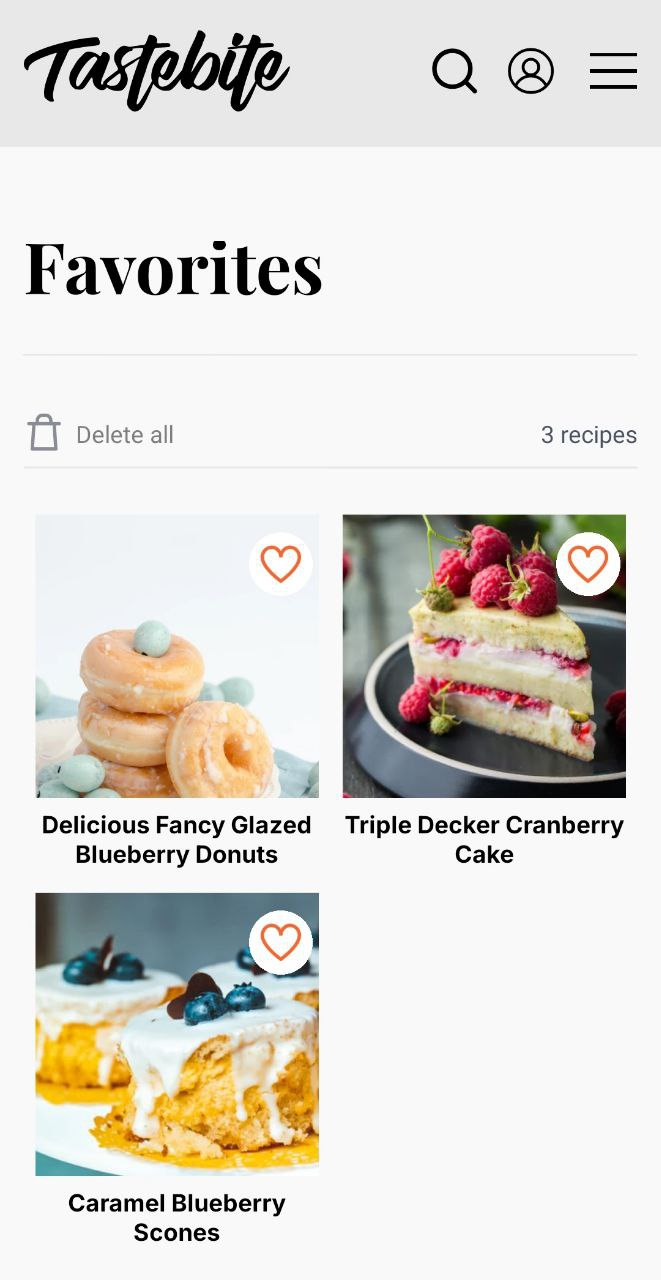 Tastebite
Favorites
Delete all
3 recipes
Delicious Fancy Glazed
Blueberry Donuts
Triple Decker Cranberry
Cake
Caramel Blueberry
Scones